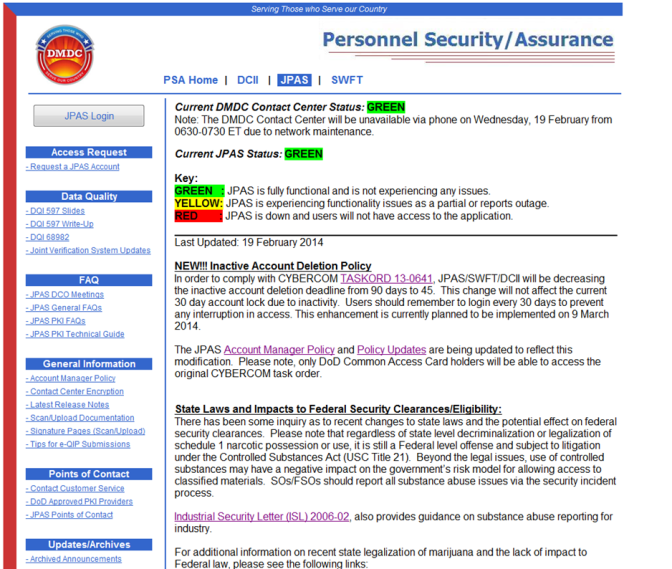 Serving Those who Serve our Country
DMDC
Personnel Security/Assurance
PSA Home | DCII | JPAS | SWFT
JPAS Login
Access Request
- Request a JPAS Account
Data Quality
- DQI 597 Slides
- DQI 597 Write-Up
- DQI 68982
- Joint Verification System Updates
FAQ
- JPAS DCO Meetings
- JPAS General FAQs
- JPAS PKI FAQs
- JPAS PKI Technical Guide
General Information
- Account Manager Policy
- Contact Center Encryption
- Latest Release Notes
- Scan/Upload Documentation
- Signature Pages (Scan/Upload)
- Tips for e-QIP Submissions
Points of Contact
- Contact Customer Service
- DoD Approved PKI Providers
- JPAS Points of Contact
Updates/Archives
- Archived Announcements
Current DMDC Contact Center Status: GREEN
Note: The DMDC Contact Center will be unavailable via phone on Wednesday, 19 February from
0630-0730 ET due to network maintenance.
Current JPAS Status: GREEN
Key:
GREEN : JPAS is fully functional and is not experiencing any issues.
YELLOW: JPAS is experiencing functionality issues as a partial or reports outage.
RED : JPAS is down and users will not have access to the application.
Last Updated: 19 February 2014
NEW!!! Inactive Account Deletion Policy
In order to comply with CYBERCOM TASKORD 13-0641, JPAS/SWFT/DCII will be decreasing
the inactive account deletion deadline from 90 days to 45. This change will not affect the current
30 day account lock due to inactivity. Users should remember to login every 30 days to prevent
any interruption in access. This enhancement is currently planned to be implemented on 9 March
2014.
The JPAS Account Manager Policy and Policy Updates are being updated to reflect this
modification. Please note, only DoD Common Access Card holders will be able to access the
original CYBERCOM task order.
State Laws and Impacts to Federal Security Clearances/Eligibility:
There has been some inquiry as to recent changes to state laws and the potential effect on federal
security clearances. Please note that regardless of state level decriminalization or legalization of
schedule 1 narcotic possession or use, it is still a Federal level offense and subject to litigation
under the Controlled Substances Act (USC Title 21). Beyond the legal issues, use of controlled
substances may have a negative impact on the government's risk model for allowing access to
classified materials. SOs/FSOs should report all substance abuse issues via the security incident
process.
Industrial Security Letter (ISL) 2006-02, also provides guidance on substance abuse reporting for
industry.
For additional information on recent state legalization of marijuana and the lack of impact to
Federal law, please see the following links: